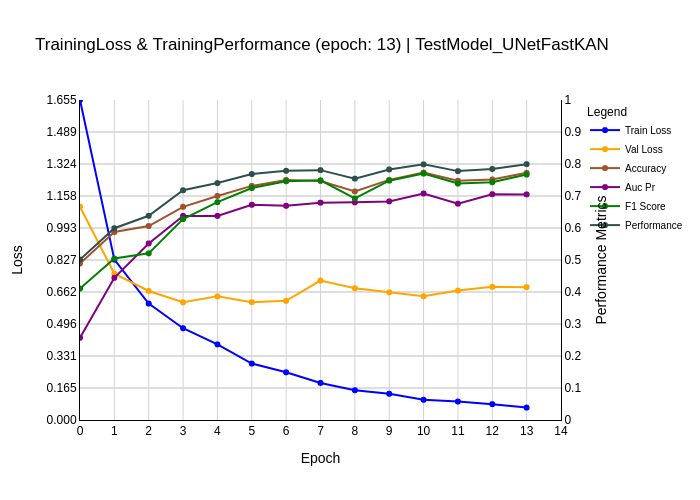 TrainingLoss & TrainingPerformance (epoch: 13) | TestModel_UNetFastKAN
1.655
1.489
1.324
1.158
0.993
0.827
0.662
0.496
0.331
0.165
0.000
Loss
0 1 2 3 4 5 6 7 8 9 10 11 12 13 14
Epoch
1
0.9
0.8
0.7
0.6
0.5
0.4
0.3
0.2
0.1
0
Performance Metrics
Legend
Train Loss
Val Loss
Accuracy
Auc Pr
F1 Score
Performance